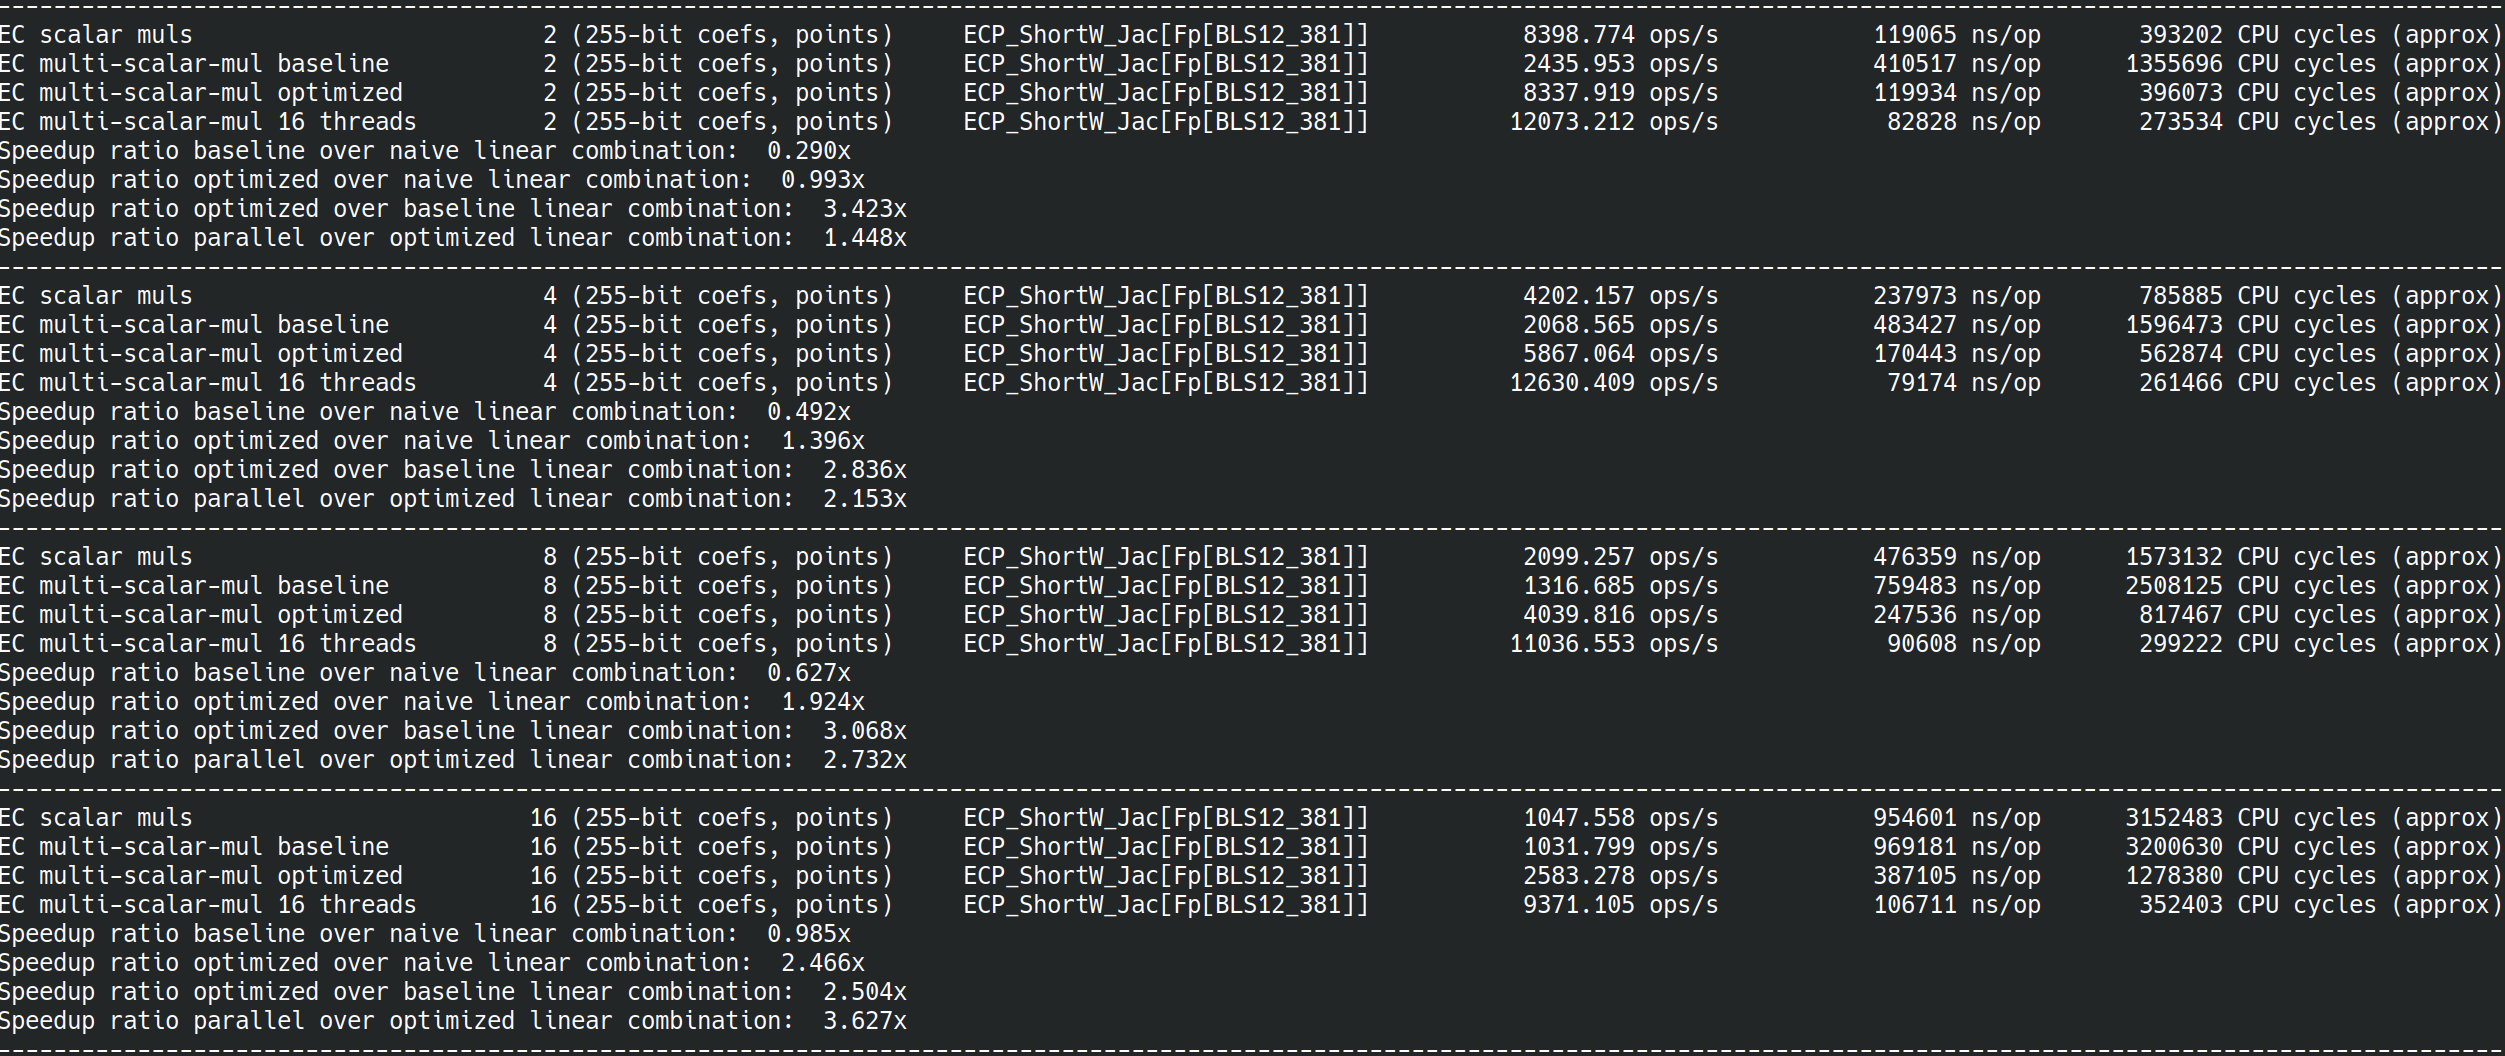 --------------------------------------------------------------------------------------------------------------------------------------------------------------------------------
EC scalar muls                         2 (255-bit coefs, points)     ECP_ShortW_Jac[Fp[BLS12_381]]           8398.774 ops/s           119065 ns/op       393202 CPU cycles (approx)
EC multi-scalar-mul baseline           2 (255-bit coefs, points)     ECP_ShortW_Jac[Fp[BLS12_381]]           2435.953 ops/s           410517 ns/op      1355696 CPU cycles (approx)
EC multi-scalar-mul optimized          2 (255-bit coefs, points)     ECP_ShortW_Jac[Fp[BLS12_381]]           8337.919 ops/s           119934 ns/op       396073 CPU cycles (approx)
EC multi-scalar-mul 16 threads         2 (255-bit coefs, points)     ECP_ShortW_Jac[Fp[BLS12_381]]          12073.212 ops/s            82828 ns/op       273534 CPU cycles (approx)
Speedup ratio baseline over naive linear combination:  0.290x
Speedup ratio optimized over naive linear combination:  0.993x
Speedup ratio optimized over baseline linear combination:  3.423x
Speedup ratio parallel over optimized linear combination:  1.448x
--------------------------------------------------------------------------------------------------------------------------------------------------------------------------------
EC scalar muls                         4 (255-bit coefs, points)     ECP_ShortW_Jac[Fp[BLS12_381]]           4202.157 ops/s           237973 ns/op       785885 CPU cycles (approx)
EC multi-scalar-mul baseline           4 (255-bit coefs, points)     ECP_ShortW_Jac[Fp[BLS12_381]]           2068.565 ops/s           483427 ns/op      1596473 CPU cycles (approx)
EC multi-scalar-mul optimized          4 (255-bit coefs, points)     ECP_ShortW_Jac[Fp[BLS12_381]]           5867.064 ops/s           170443 ns/op       562874 CPU cycles (approx)
EC multi-scalar-mul 16 threads         4 (255-bit coefs, points)     ECP_ShortW_Jac[Fp[BLS12_381]]          12630.409 ops/s            79174 ns/op       261466 CPU cycles (approx)
Speedup ratio baseline over naive linear combination:  0.492x
Speedup ratio optimized over naive linear combination:  1.396x
Speedup ratio optimized over baseline linear combination:  2.836x
Speedup ratio parallel over optimized linear combination:  2.153x
--------------------------------------------------------------------------------------------------------------------------------------------------------------------------------
EC scalar muls                         8 (255-bit coefs, points)     ECP_ShortW_Jac[Fp[BLS12_381]]           2099.257 ops/s           476359 ns/op      1573132 CPU cycles (approx)
EC multi-scalar-mul baseline           8 (255-bit coefs, points)     ECP_ShortW_Jac[Fp[BLS12_381]]           1316.685 ops/s           759483 ns/op      2508125 CPU cycles (approx)
EC multi-scalar-mul optimized          8 (255-bit coefs, points)     ECP_ShortW_Jac[Fp[BLS12_381]]           4039.816 ops/s           247536 ns/op       817467 CPU cycles (approx)
EC multi-scalar-mul 16 threads         8 (255-bit coefs, points)     ECP_ShortW_Jac[Fp[BLS12_381]]          11036.553 ops/s            90608 ns/op       299222 CPU cycles (approx)
Speedup ratio baseline over naive linear combination:  0.627x
Speedup ratio optimized over naive linear combination:  1.924x
Speedup ratio optimized over baseline linear combination:  3.068x
Speedup ratio parallel over optimized linear combination:  2.732x
--------------------------------------------------------------------------------------------------------------------------------------------------------------------------------
EC scalar muls                        16 (255-bit coefs, points)     ECP_ShortW_Jac[Fp[BLS12_381]]           1047.558 ops/s           954601 ns/op      3152483 CPU cycles (approx)
EC multi-scalar-mul baseline          16 (255-bit coefs, points)     ECP_ShortW_Jac[Fp[BLS12_381]]           1031.799 ops/s           969181 ns/op      3200630 CPU cycles (approx)
EC multi-scalar-mul optimized         16 (255-bit coefs, points)     ECP_ShortW_Jac[Fp[BLS12_381]]           2583.278 ops/s           387105 ns/op      1278380 CPU cycles (approx)
EC multi-scalar-mul 16 threads        16 (255-bit coefs, points)     ECP_ShortW_Jac[Fp[BLS12_381]]           9371.105 ops/s           106711 ns/op       352403 CPU cycles (approx)
Speedup ratio baseline over naive linear combination:  0.985x
Speedup ratio optimized over naive linear combination:  2.466x
Speedup ratio optimized over baseline linear combination:  2.504x
Speedup ratio parallel over optimized linear combination:  3.627x
--------------------------------------------------------------------------------------------------------------------------------------------------------------------------------